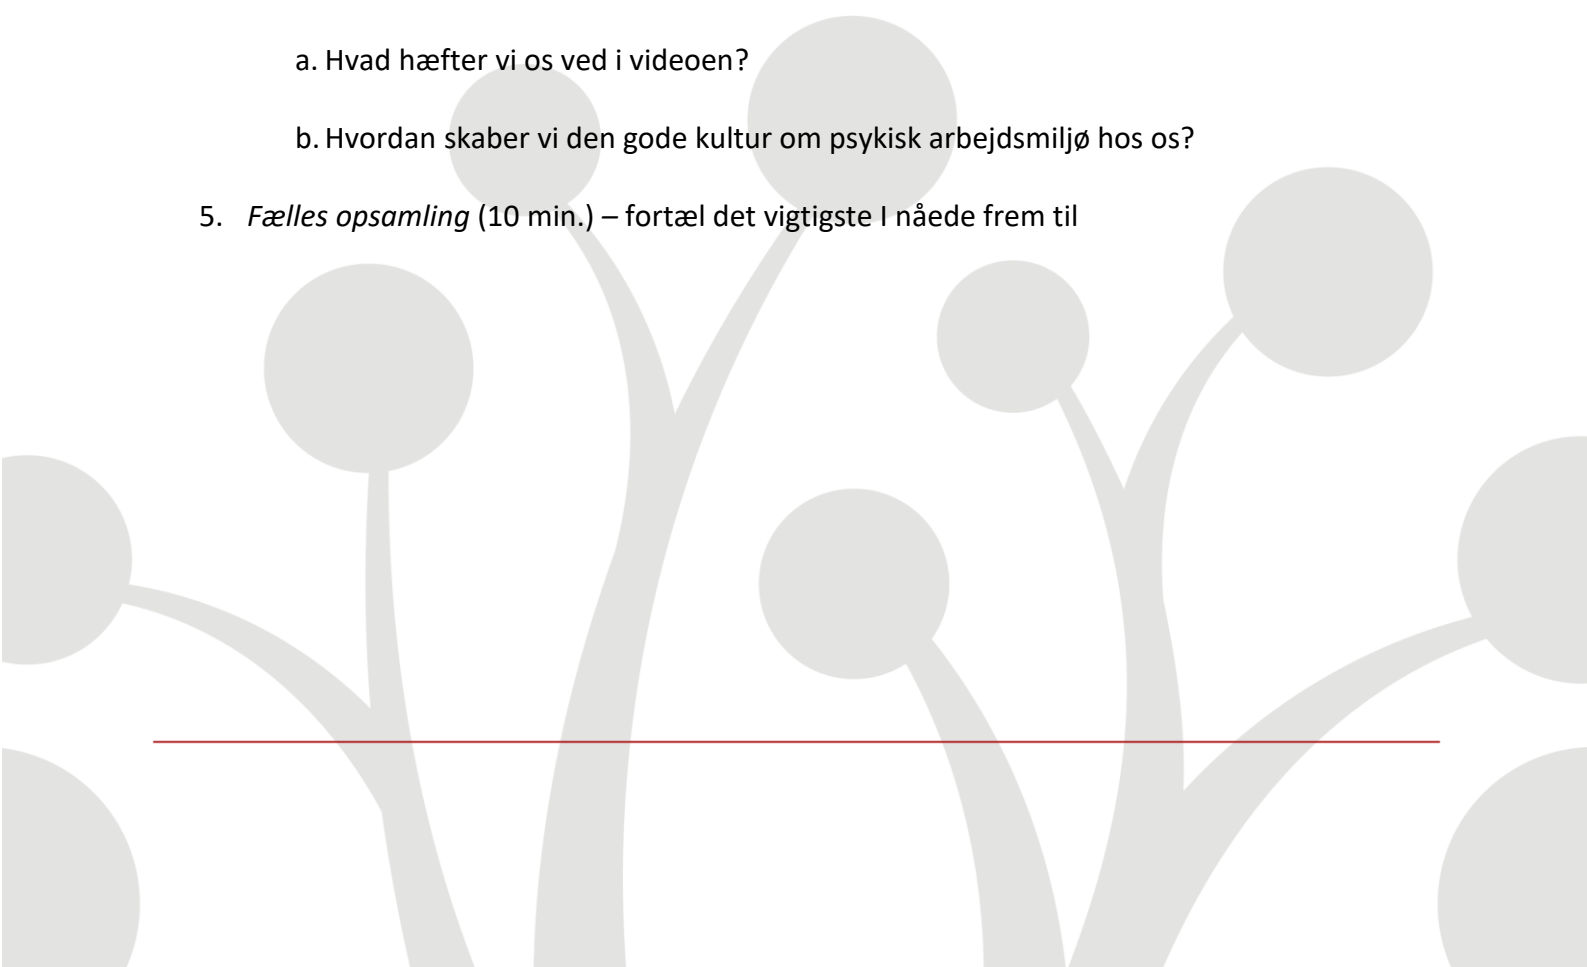 a. Hvad hæfter vi os ved i videoen?
b. Hvordan skaber vi den gode kultur om psykisk arbejdsmiljø hos os?
5. Fælles opsamling (10 min.) – fortæl det vigtigste I nåede frem til